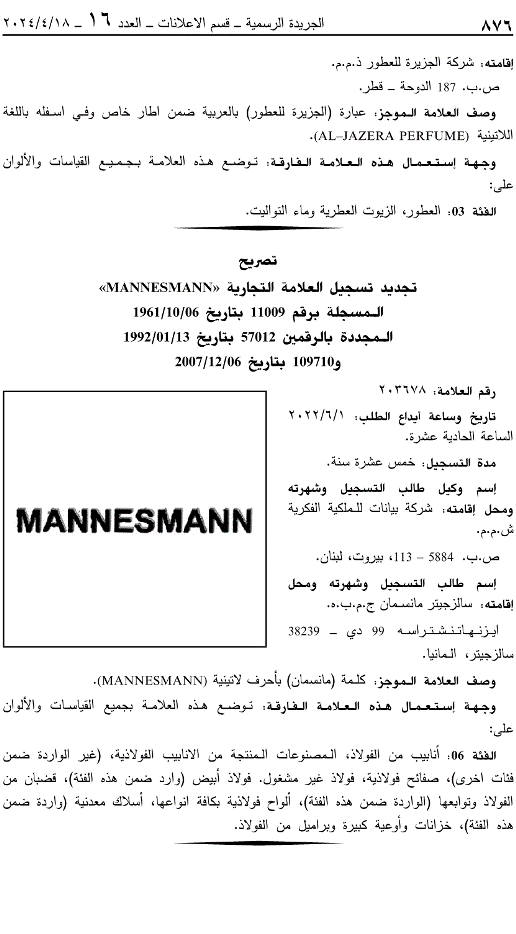 ٨٧٦
الجريدة الرسمية – قسم الاعلانات – العدد ١٦ – ٢٠٢٤/٤/١٨
إقامته: شركة الجزيرة للعطور ذ.م.م.
ص.ب. 187 الدوحة – قطر.
وصف العلامة الموجز: عبارة (الجزيرة للعطور) بالعربية ضمن اطار خاص وفي اسفله باللغة
اللاتينية (AL–JAZERA PERFUME).
وجهة إستعمال هذه العلامة الفارقة: توضع هذه العلامة بجميع القياسات والألوان
على:
الفئة 03: العطور، الزيوت العطرية وماء التواليت.
تصريح
تجديد تسجيل العلامة التجارية «MANNESMANN»
المسجلة برقم 11009 بتاريخ 1961/10/06
المجددة بالرقمين 57012 بتاريخ 1992/01/13
و109710 بتاريخ 2007/12/06
رقم العلامة: ٢٠٣٦٧٨
تاريخ وساعة أيداع الطلب: ٢٠٢٢/٦/١
الساعة الحادية عشرة.
مدة التسجيل: خمس عشرة سنة.
إسم وكيل طالب التسجيل وشهرته
ومحل إقامته: شركة بيانات للملكية الفكرية
ش.م.م.
ص.ب. 5884 – 113، بيروت، لبنان.
إسم طالب التسجيل وشهرته ومحل
إقامته: سالزجيتر مانسمان ج.م.ب.ه.
ايزنهاتنشتراسه 99 دي – 38239
سالزجيتر، المانيا.
MANNESMANN
وصف العلامة الموجز: كلمة (مانسمان) بأحرف لاتينية (MANNESMANN).
وجهة إستعمال هذه العلامة الفارقة: توضع هذه العلامة بجميع القياسات والألوان
على:
الفئة 06: أنابيب من الفولاذ، المصنوعات المنتجة من الانابيب الفولاذية، (غير الواردة ضمن
فئات اخرى)، صفائح فولاذية، فولاذ غير مشغول. فولاذ أبيض (وارد ضمن هذه الفئة)، قضبان من
الفولاذ وتوابعها (الواردة ضمن هذه الفئة)، ألواح فولاذية بكافة انواعها، أسلاك معدنية (واردة ضمن
هذه الفئة)، خزانات وأوعية كبيرة وبراميل من الفولاذ.